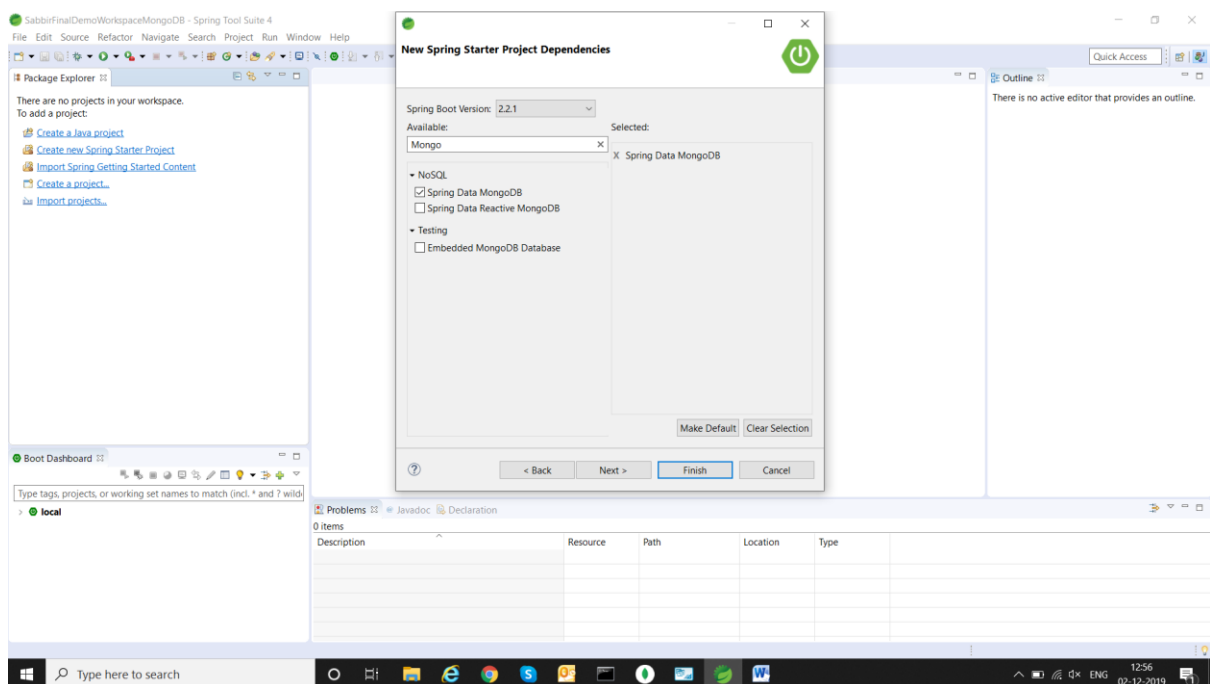 SabbirFinalDemoWorkspaceMongoDB - Spring Tool Suite 4
File Edit Source Refactor Navigate Search Project Run Window Help
Quick Access
Package Explorer
There are no projects in your workspace.
To add a project:
Create a Java project
Create new Spring Starter Project
Import Spring Getting Started Content
Create a project...
Import projects...
New Spring Starter Project Dependencies
Spring Boot Version: 2.2.1
Available:
Selected:
Mongo
X Spring Data MongoDB
NoSQL
Spring Data MongoDB
Spring Data Reactive MongoDB
Testing
Embedded MongoDB Database
Make Default Clear Selection
< Back Next > Finish Cancel
Outline
There is no active editor that provides an outline.
Boot Dashboard
Type tags, projects, or working set names to match (incl. * and ? wild
local
Problems Javadoc Declaration
0 items
Description Resource Path Location Type
Type here to search
ENG
12:56
02-12-2019